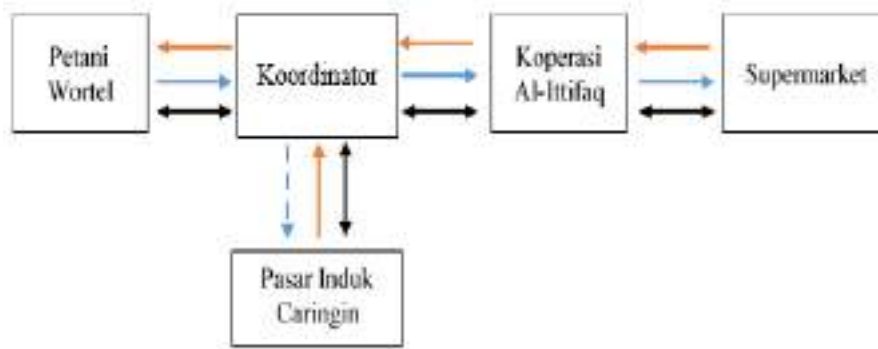 Petani
Wortel
Koordinator
Koperasi
Al-Ittifaq
Supermarket
Pasar Induk
Caringin